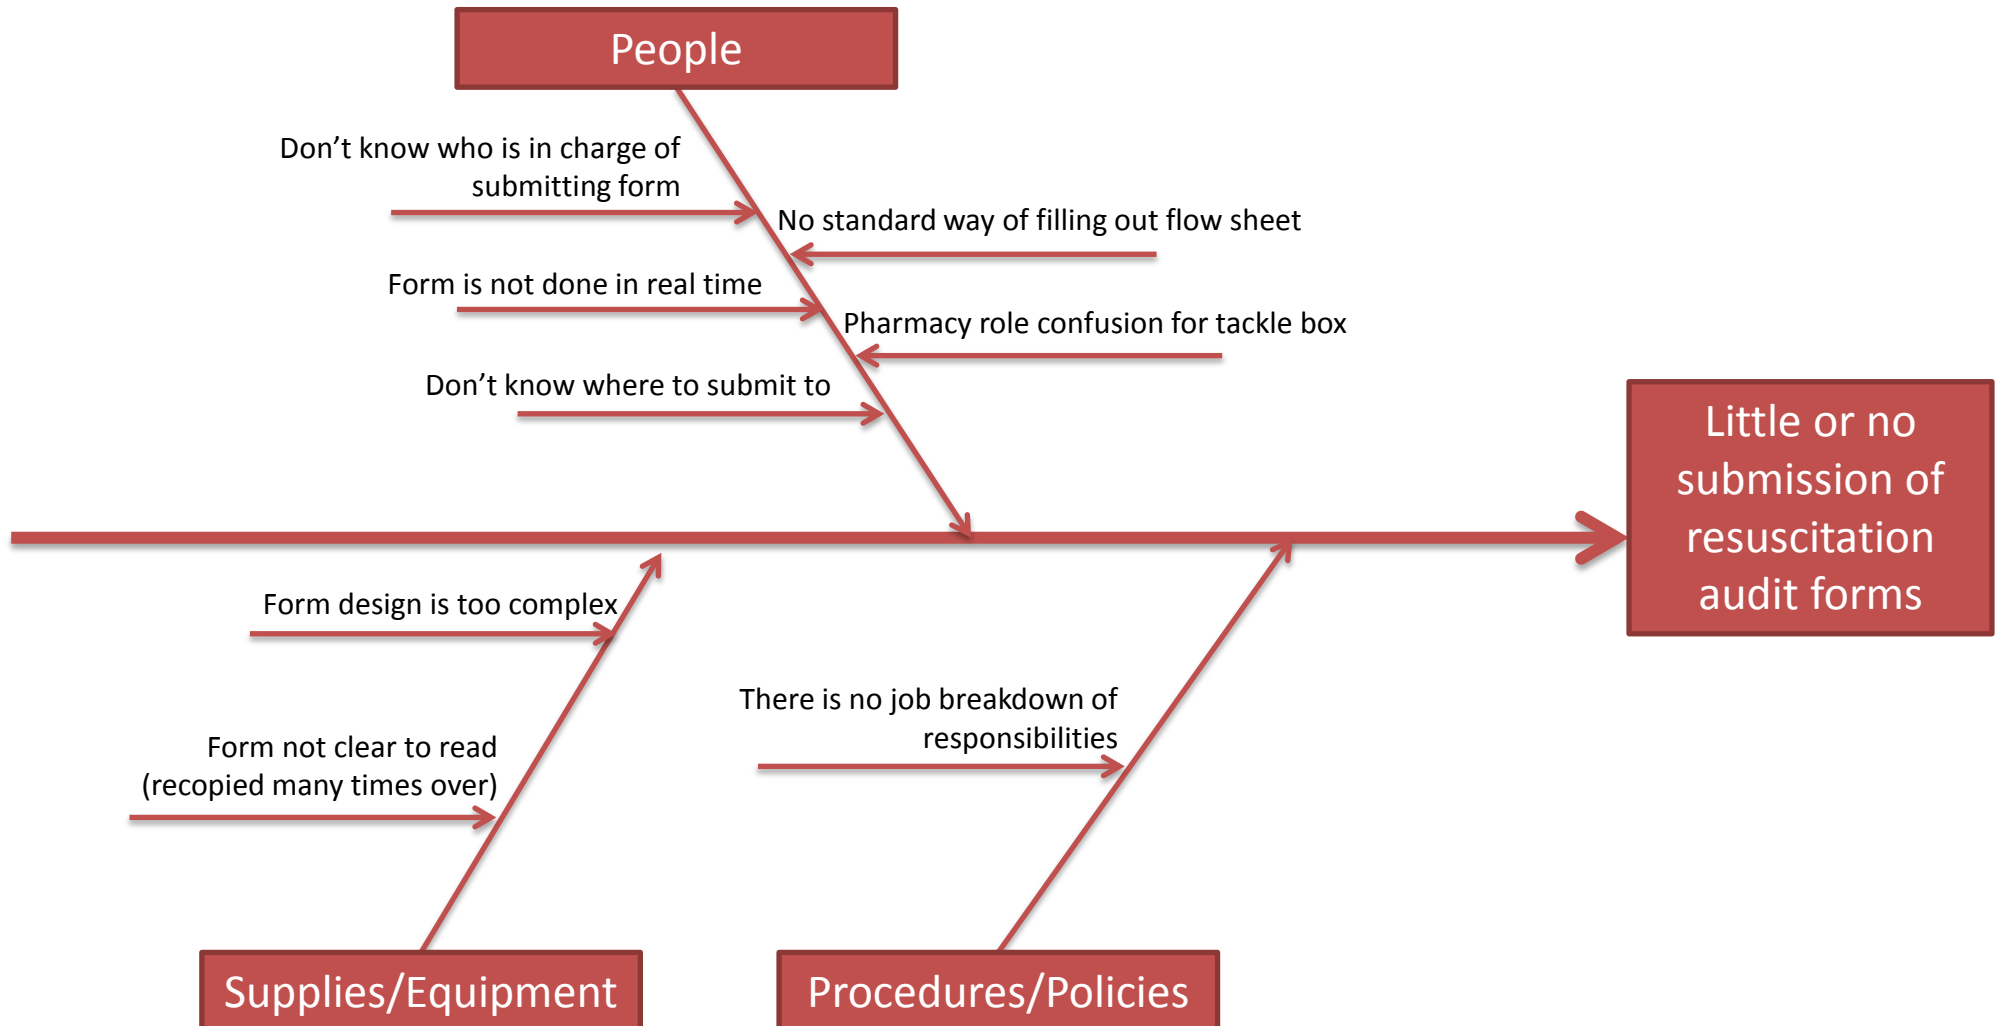 People
Don’t know who is in charge of
submitting form
No standard way of filling out flow sheet
Form is not done in real time
Pharmacy role confusion for tackle box
Don’t know where to submit to
Little or no
submission of
resuscitation
audit forms
Form design is too complex
There is no job breakdown of
responsibilities
Form not clear to read
(recopied many times over)
Supplies/Equipment
Procedures/Policies